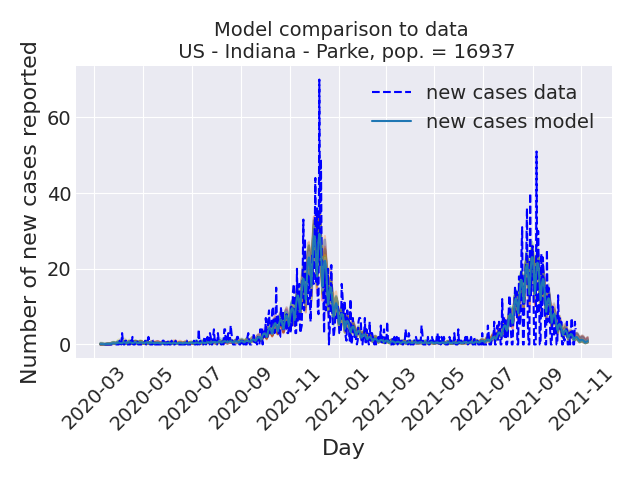 Model comparison to data
US - Indiana - Parke, pop. = 16937
Number of new cases reported
60
40
20
0
new cases data
new cases model
2020-03
2020-05
2020-07
2020-09
2020-11
2021-01
2021-03
2021-05
2021-07
2021-09
2021-11
Day